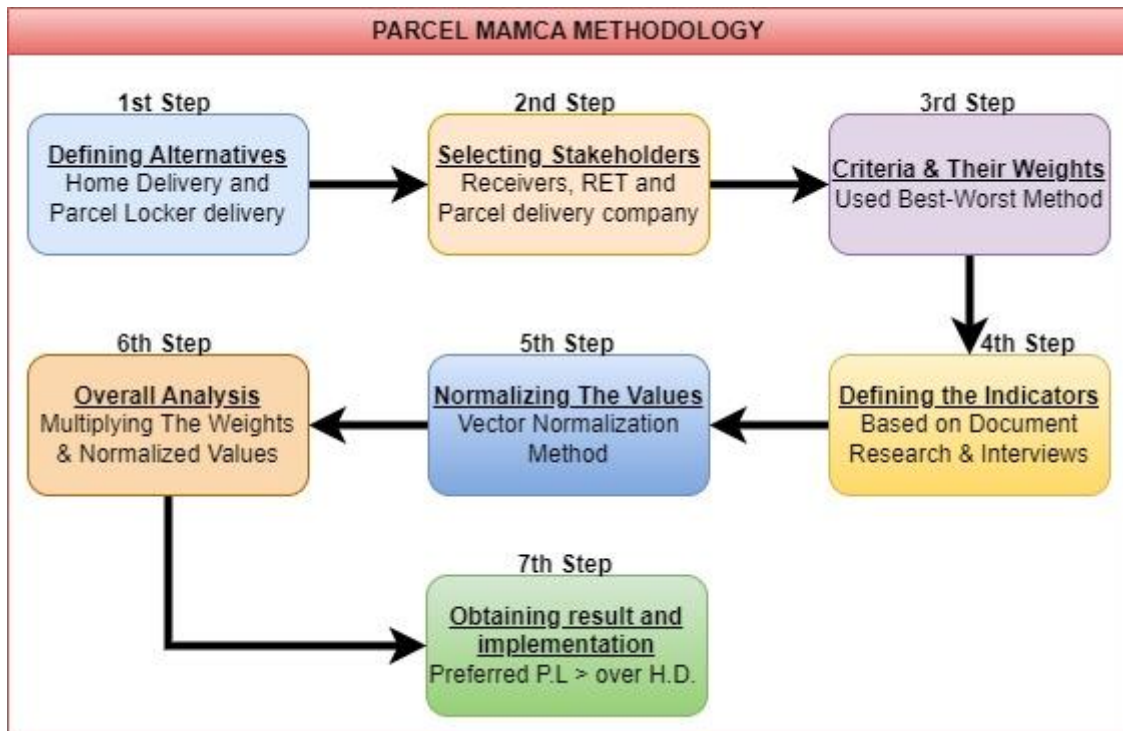 PARCEL MAMCA METHODOLOGY
1st Step
Defining Alternatives
Home Delivery and
Parcel Locker delivery
2nd Step
Selecting Stakeholders
Receivers, RET and
Parcel delivery company
3rd Step
Criteria & Their Weights
Used Best-Worst Method
4th Step
Defining the Indicators
Based on Document
Research & Interviews
5th Step
Normalizing The Values
Vector Normalization
Method
6th Step
Overall Analysis
Multiplying The Weights
& Normalized Values
7th Step
Obtaining result and
implementation
Preferred P.L > over H.D.